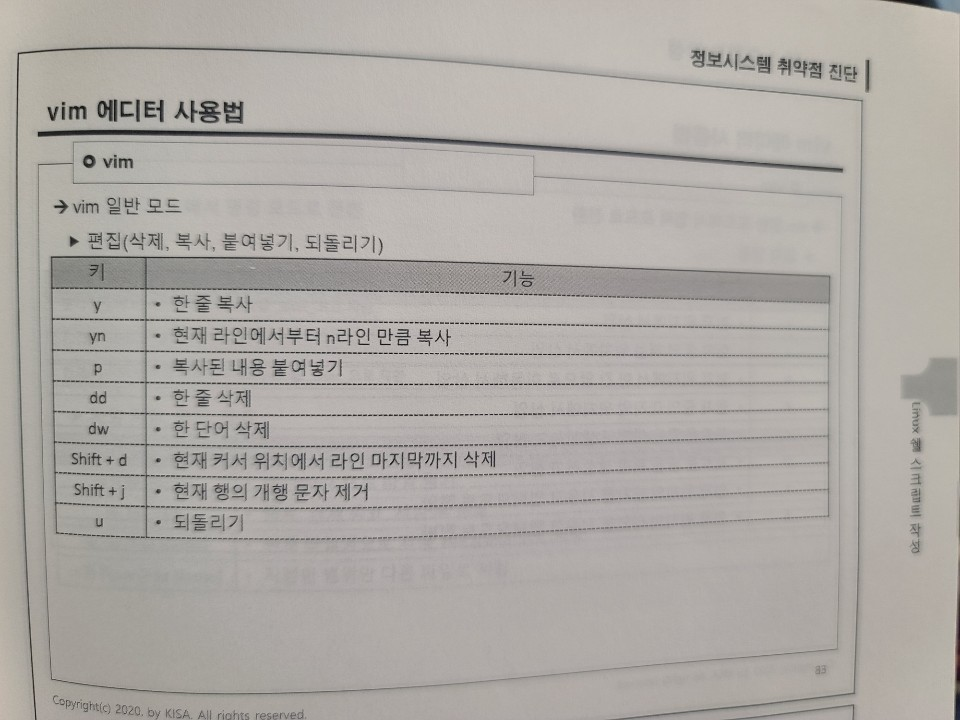 정보시스템 취약점 진단
vim 에디터 사용법
vim
→ vim 일반 모드
▶ 편집(삭제, 복사, 붙여넣기, 되돌리기)
키 기능
y • 한 줄 복사
yn • 현재 라인에서부터 n라인 만큼 복사
p • 복사된 내용 붙여넣기
dd • 한 줄 삭제
dw • 한 단어 삭제
Shift + d • 현재 커서 위치에서 라인 마지막까지 삭제
Shift + j • 현재 행의 개행 문자 제거
u • 되돌리기
1
Linux 쉘 스크립트 작성
83
Copyright(c) 2020, by KISA. All rights reserved.